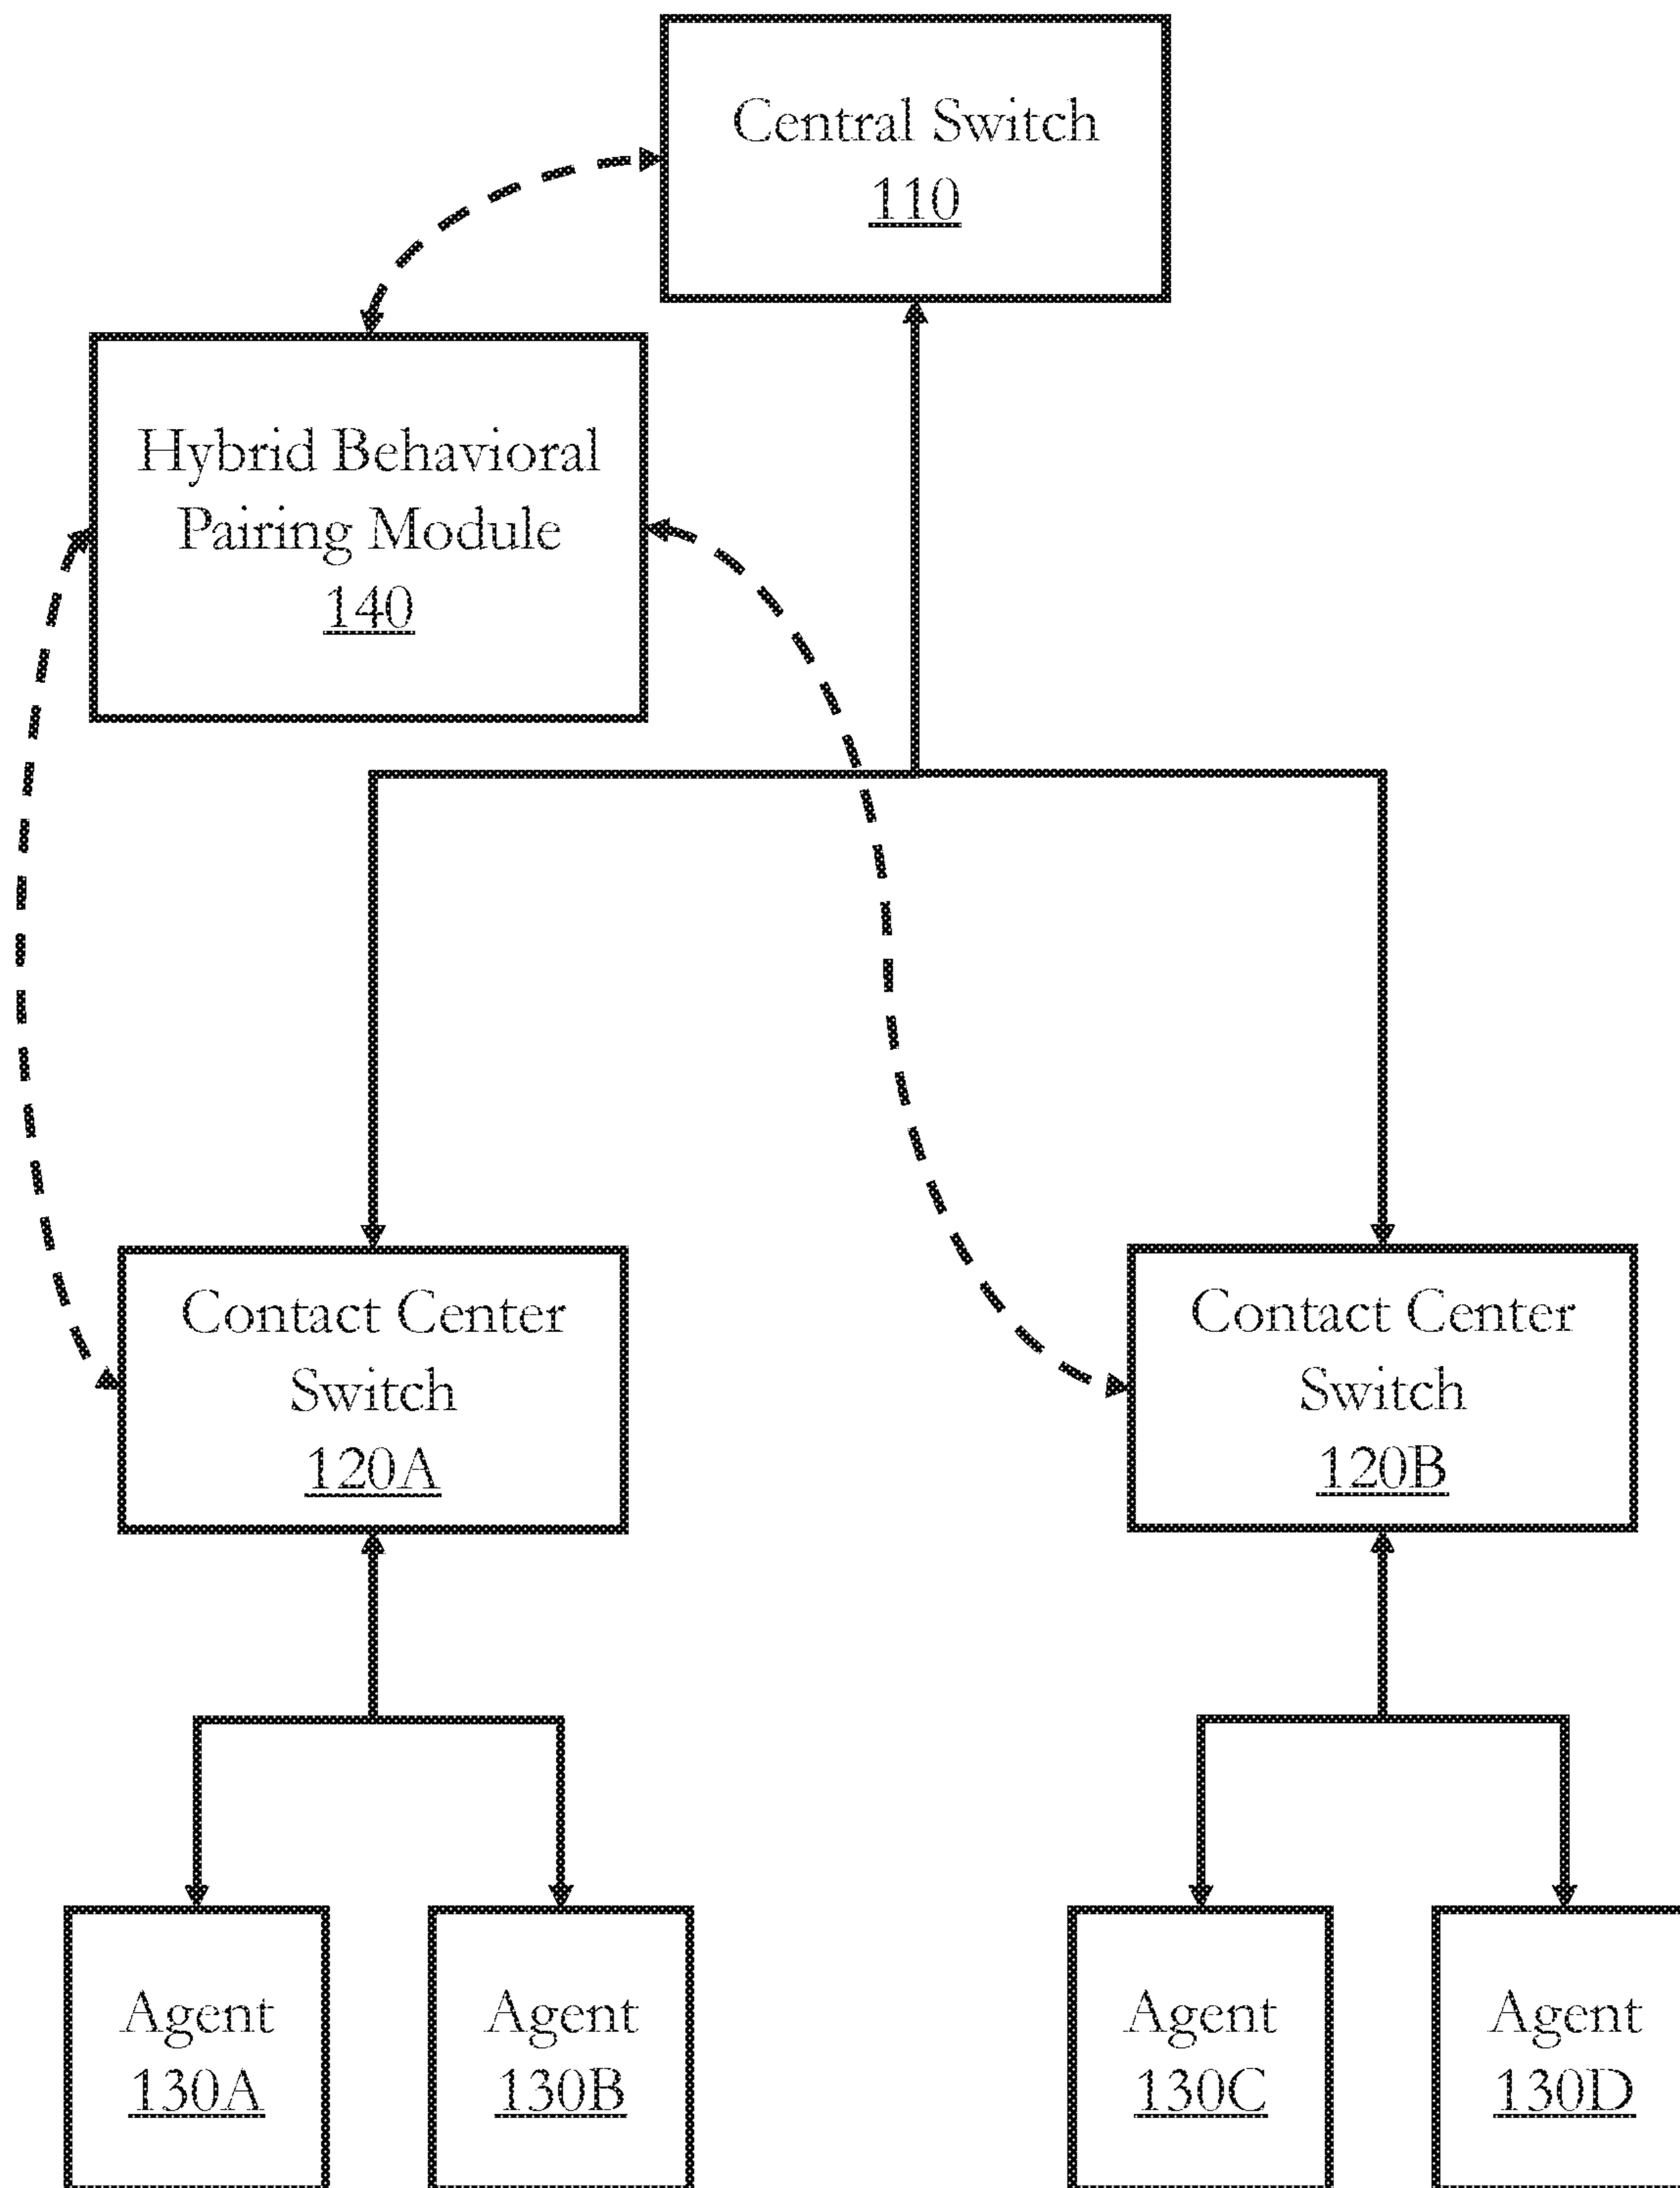 Central Switch
110
Hybrid Behavioral
Pairing Module
140
Contact Center
Switch
120A
Contact Center
Switch
120B
Agent
130A
Agent
130B
Agent
130C
Agent
130D